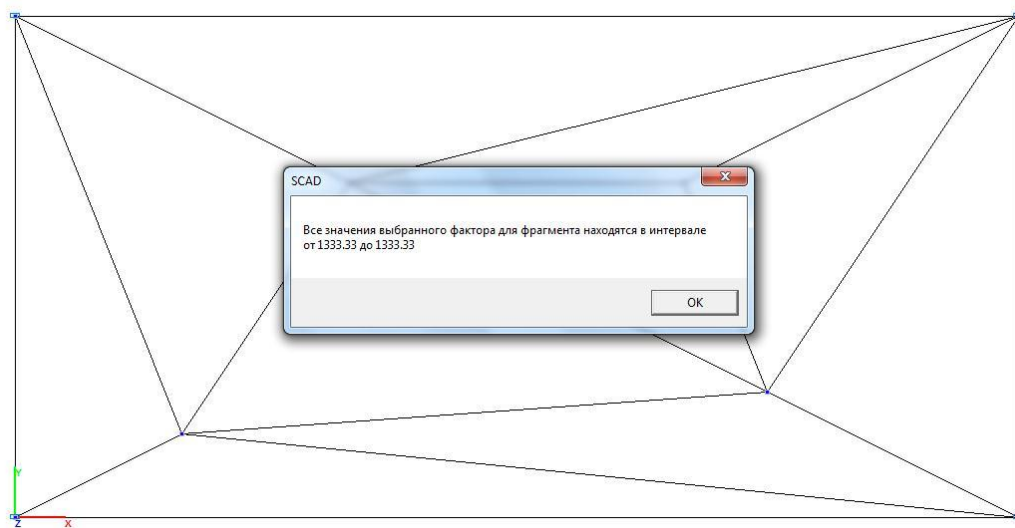 SCAD
Все значения выбранного фактора для фрагмента находятся в интервале
от 1333.33 до 1333.33
OK
Y
Z
X